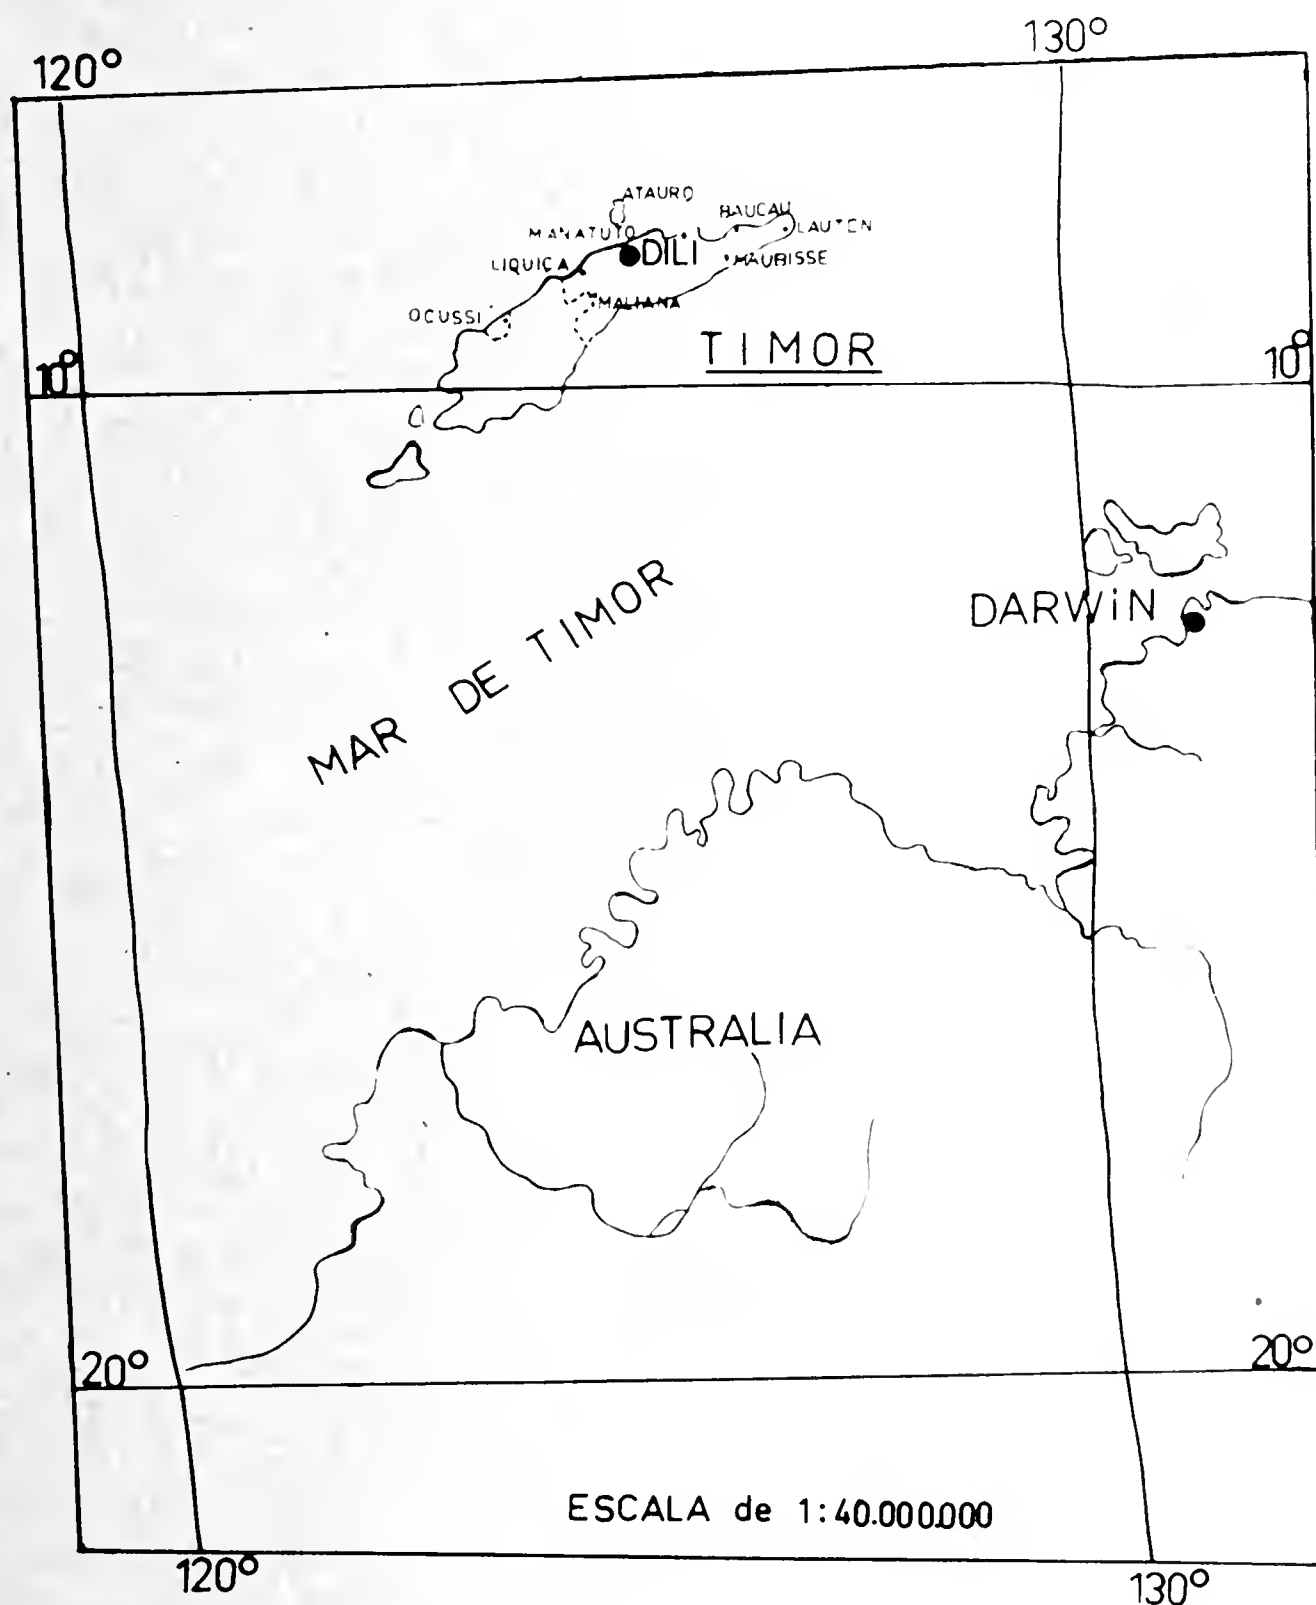 120°
130°
ATAURO
BAUCAU
LAUTEN
MANATUTO
DILI
MAUBISSE
LIQUICA
MALIANA
OCUSSI
TIMOR
10°
10°
DARWiN
MAR DE TIMOR
AUSTRALIA
20°
20°
ESCALA de 1:40.000.000
120°
130°